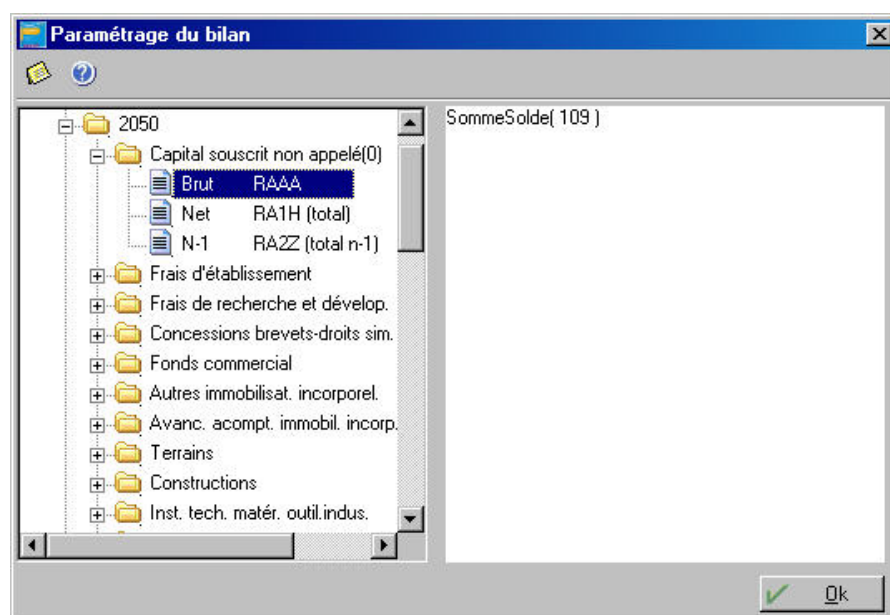 Paramétrage du bilan
2050
Capital souscrit non appelé(0)
Brut RAAA
Net RA1H (total)
N-1 RA2Z (total n-1)
Frais d'établissement
Frais de recherche et dévelop.
Concessions brevets-droits sim.
Fonds commercial
Autres immobilisat. incorporel.
Avanc. acompt. immobil. incorp.
Terrains
Constructions
Inst. tech. matér. outil.indus.
SommeSolde( 109 )
Ok